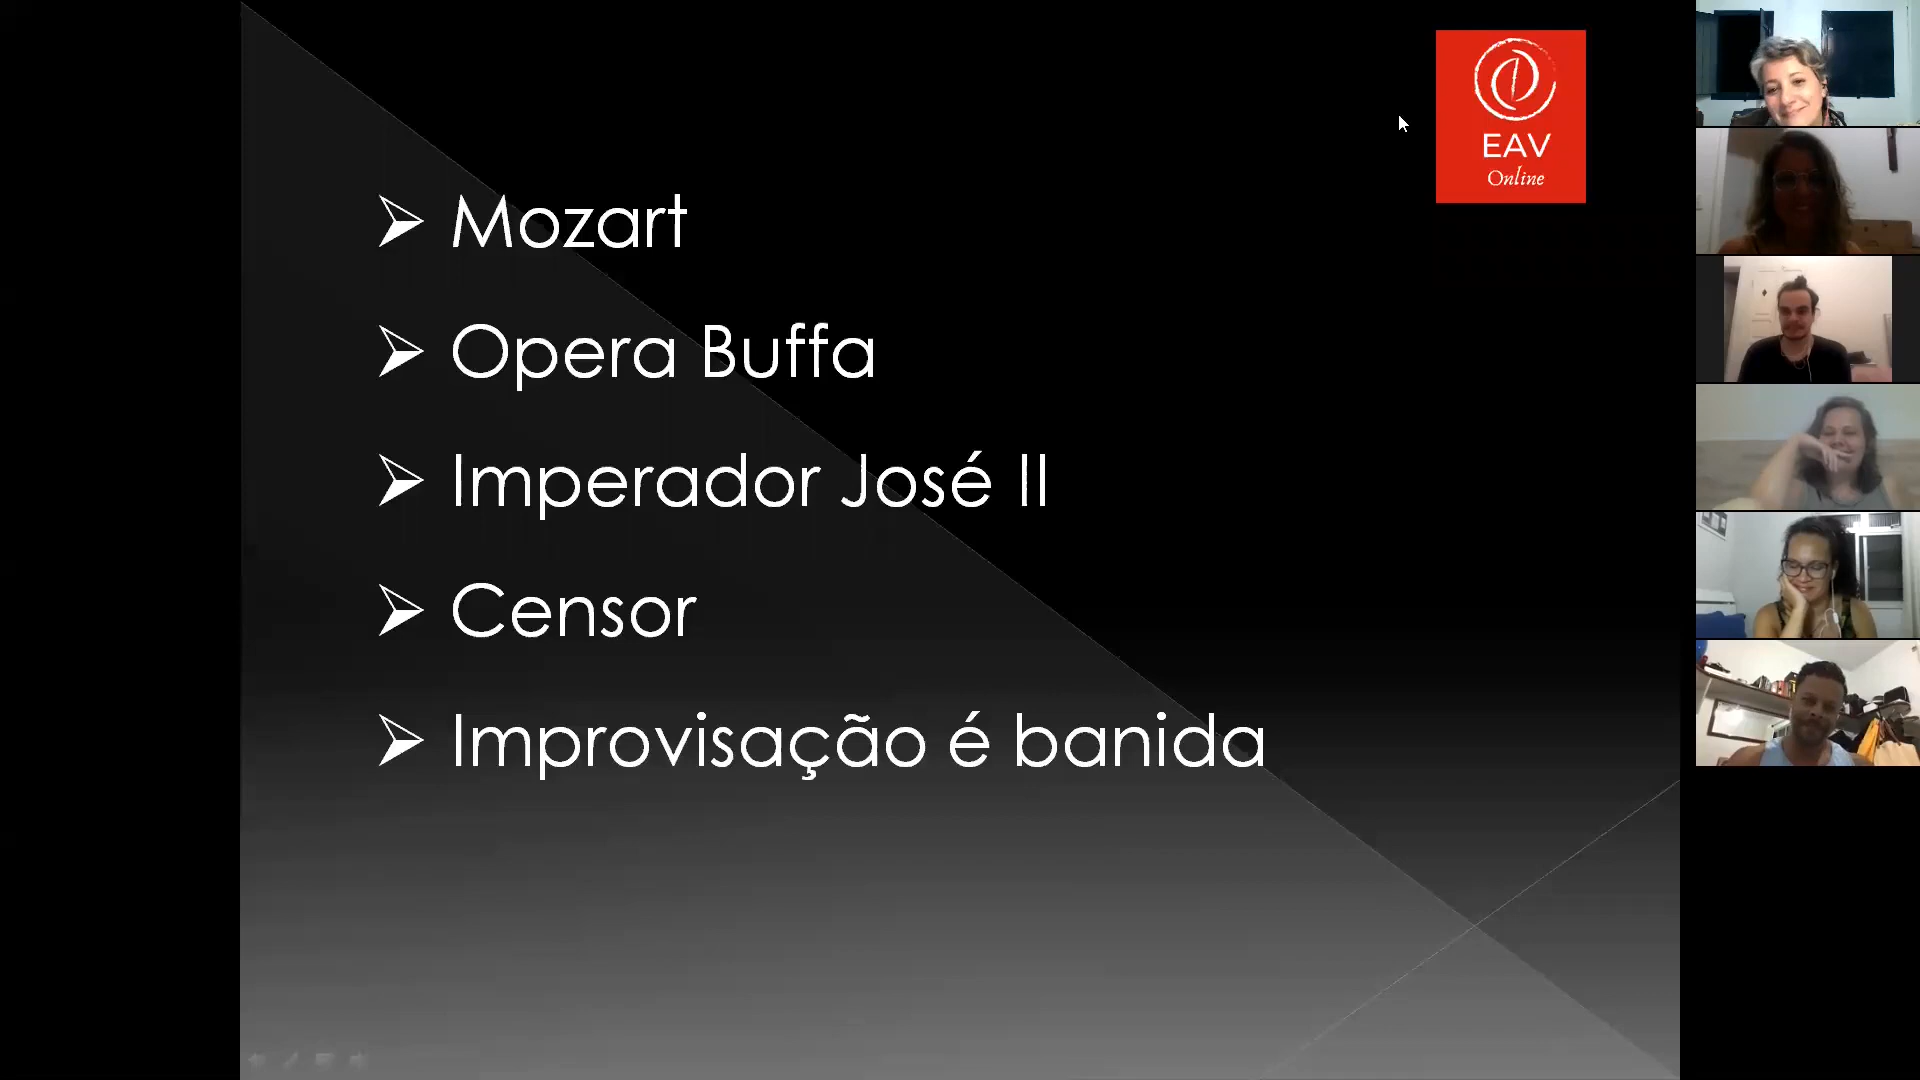 EAV
Online
Mozart
Opera Buffa
Imperador José II
Censor
Improvisação é banida